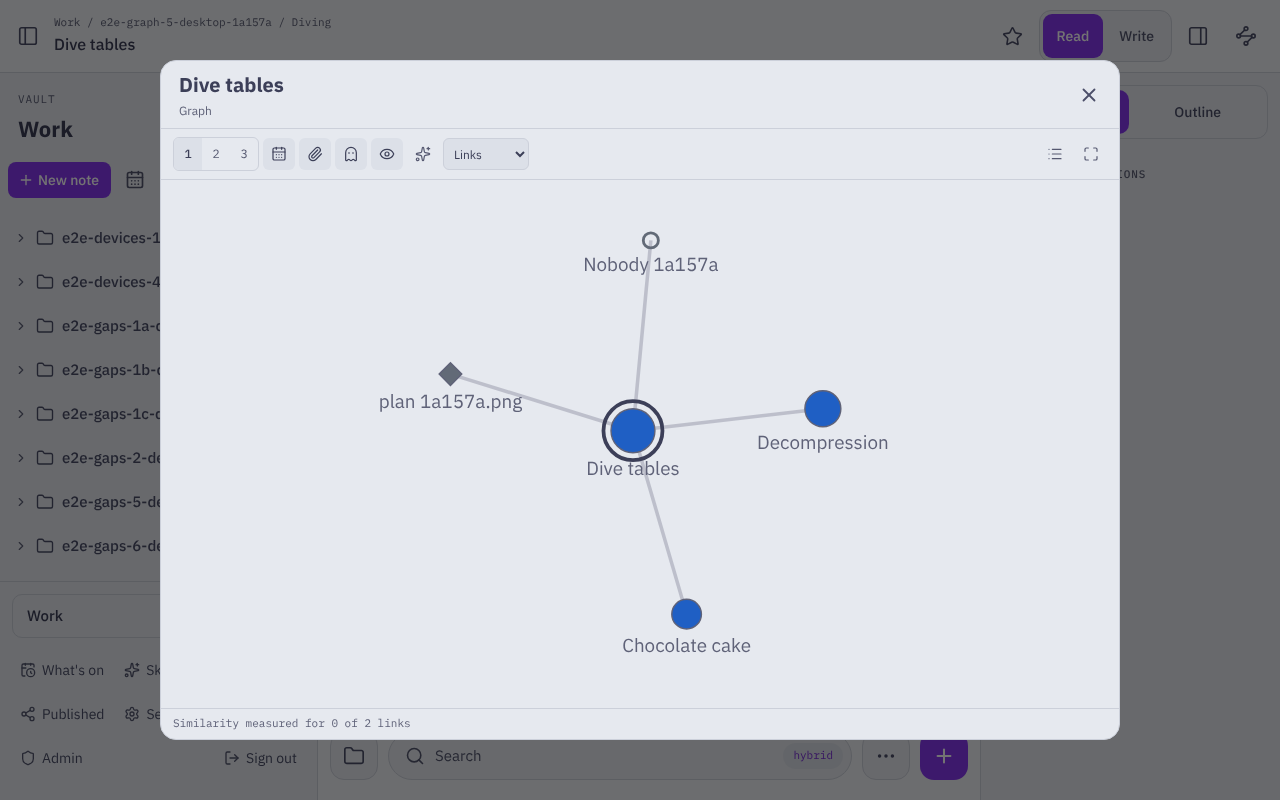 Work / e2e-graph-5-desktop-1a157a / Diving
Dive tables
Read
Write
VAULT
Work
New note
Outline
e2e-devices-1
e2e-devices-4
e2e-gaps-1a-
e2e-gaps-1b-
e2e-gaps-1c-
e2e-gaps-2-de
e2e-gaps-5-de
e2e-gaps-6-de
Work
What's on
Sk
Published
Se
Admin
Sign out
Dive tables
Graph
1 2 3
Links
Nobody 1a157a
plan 1a157a.png
Dive tables
Decompression
Chocolate cake
Similarity measured for 0 of 2 links
Search
hybrid